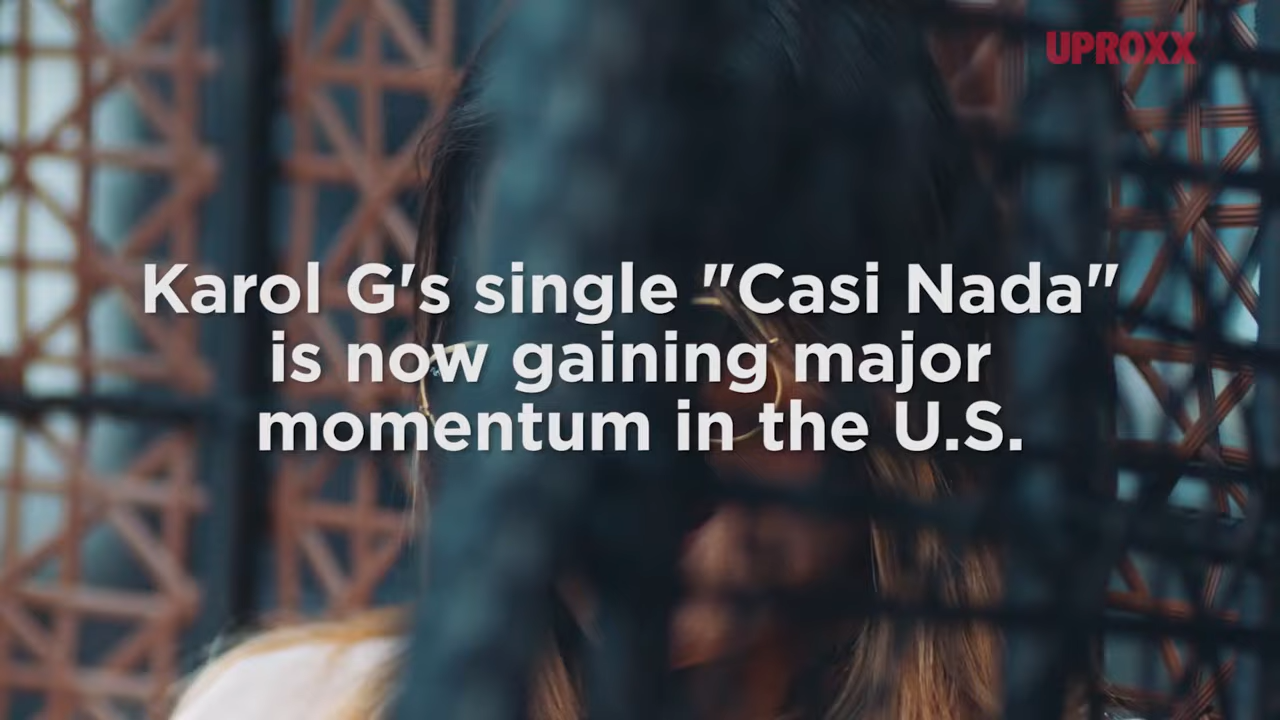 UPROXX
Karol G's single "Casi Nada"
is now gaining major
momentum in the U.S.